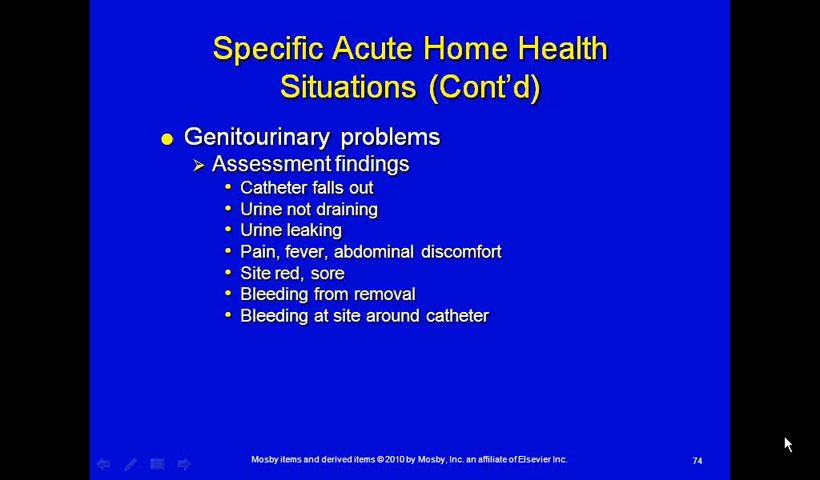 Specific Acute Home Health
Situations (Cont’d)
Genitourinary problems
Assessment findings
Catheter falls out
Urine not draining
Urine leaking
Pain, fever, abdominal discomfort
Site red, sore
Bleeding from removal
Bleeding at site around catheter
Mosby items and derived items © 2010 by Mosby, Inc. an affiliate of Elsevier Inc.
74